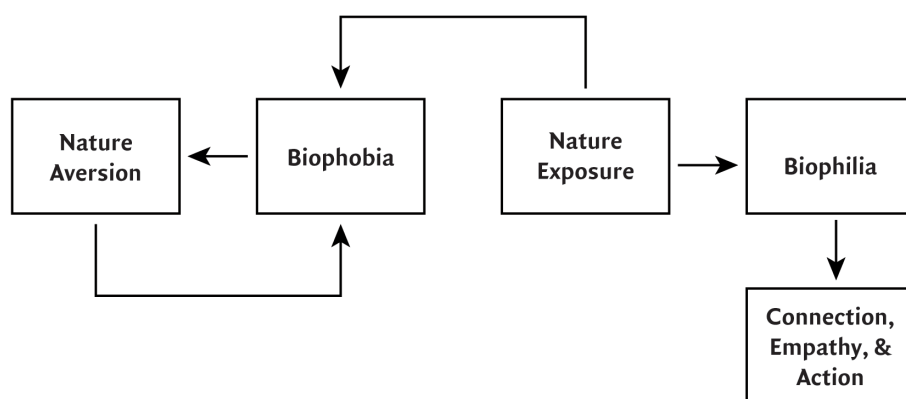 Nature
Aversion
Biophobia
Nature
Exposure
Biophilia
Connection,
Empathy, &
Action